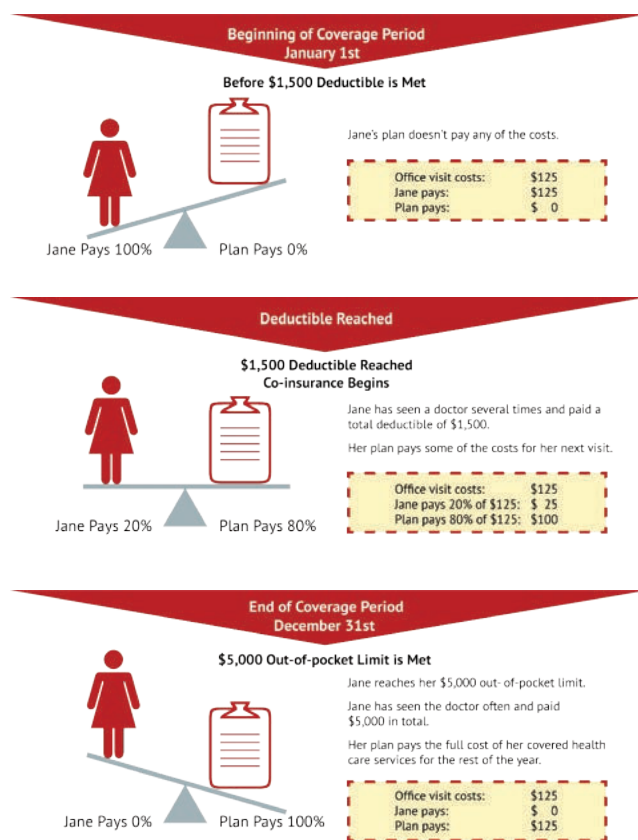 Beginning of Coverage Period
January 1st
Before $1,500 Deductible is Met
Jane's plan doesn't pay any of the costs.
Office visit costs: $125
Jane pays: $125
Plan pays: $ 0
Jane Pays 100%
Plan Pays 0%
Deductible Reached
$1,500 Deductible Reached
Co-insurance Begins
Jane has seen a doctor several times and paid a
total deductible of $1,500.
Her plan pays some of the costs for her next visit.
Office visit costs: $125
Jane pays 20% of $125: $ 25
Plan pays 80% of $125: $100
Jane Pays 20%
Plan Pays 80%
End of Coverage Period
December 31st
$5,000 Out-of-pocket Limit is Met
Jane reaches her $5,000 out- of-pocket limit.
Jane has seen the doctor often and paid
$5,000 in total.
Her plan pays the full cost of her covered health
care services for the rest of the year.
Office visit costs: $125
Jane pays: $ 0
Plan pays: $125
Jane Pays 0%
Plan Pays 100%